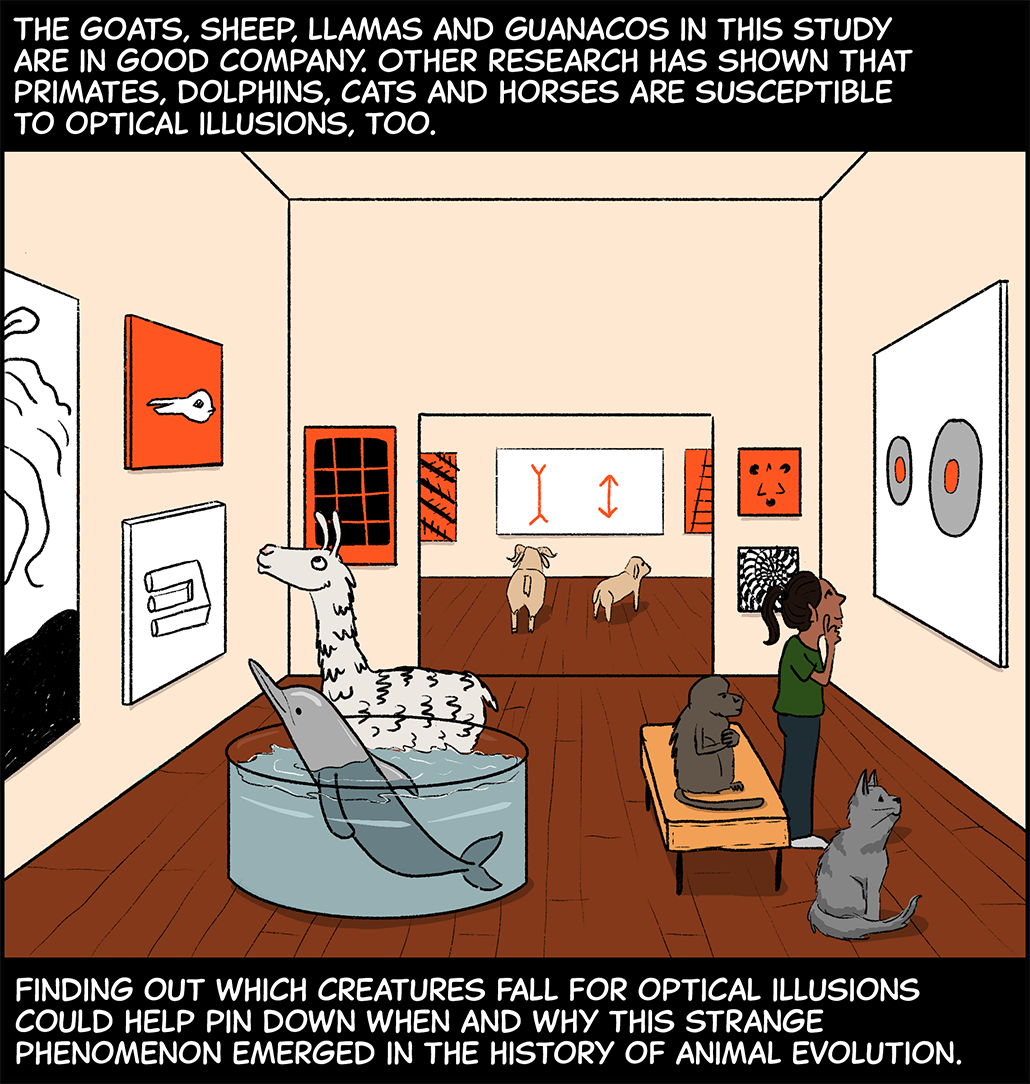 THE GOATS, SHEEP, LLAMAS AND GUANACOS IN THIS STUDY
ARE IN GOOD COMPANY. OTHER RESEARCH HAS SHOWN THAT
PRIMATES, DOLPHINS, CATS AND HORSES ARE SUSCEPTIBLE
TO OPTICAL ILLUSIONS, TOO.
FINDING OUT WHICH CREATURES FALL FOR OPTICAL ILLUSIONS
COULD HELP PIN DOWN WHEN AND WHY THIS STRANGE
PHENOMENON EMERGED IN THE HISTORY OF ANIMAL EVOLUTION.